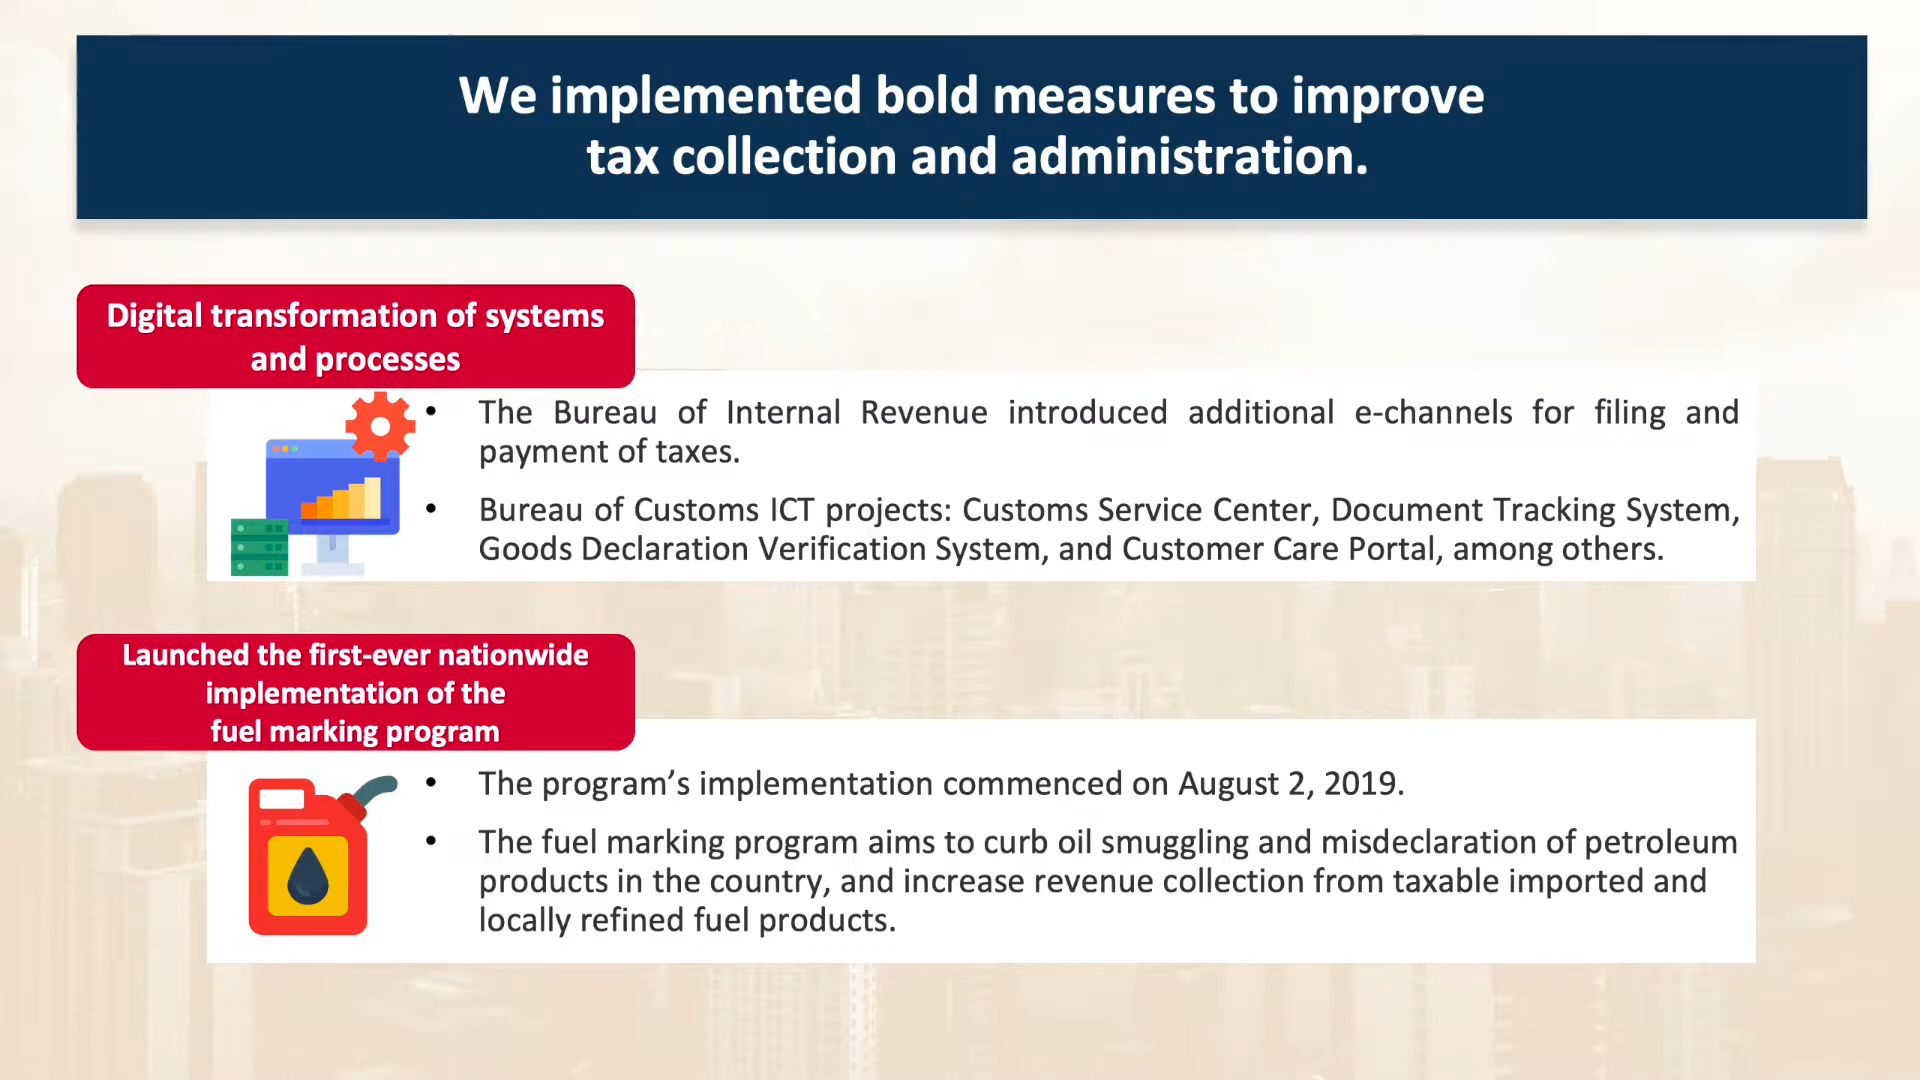 We implemented bold measures to improve
tax collection and administration.
Digital transformation of systems
and processes
• The Bureau of Internal Revenue introduced additional e-channels for filing and
payment of taxes.
• Bureau of Customs ICT projects: Customs Service Center, Document Tracking System,
Goods Declaration Verification System, and Customer Care Portal, among others.
Launched the first-ever nationwide
implementation of the
fuel marking program
• The program’s implementation commenced on August 2, 2019.
• The fuel marking program aims to curb oil smuggling and misdeclaration of petroleum
products in the country, and increase revenue collection from taxable imported and
locally refined fuel products.